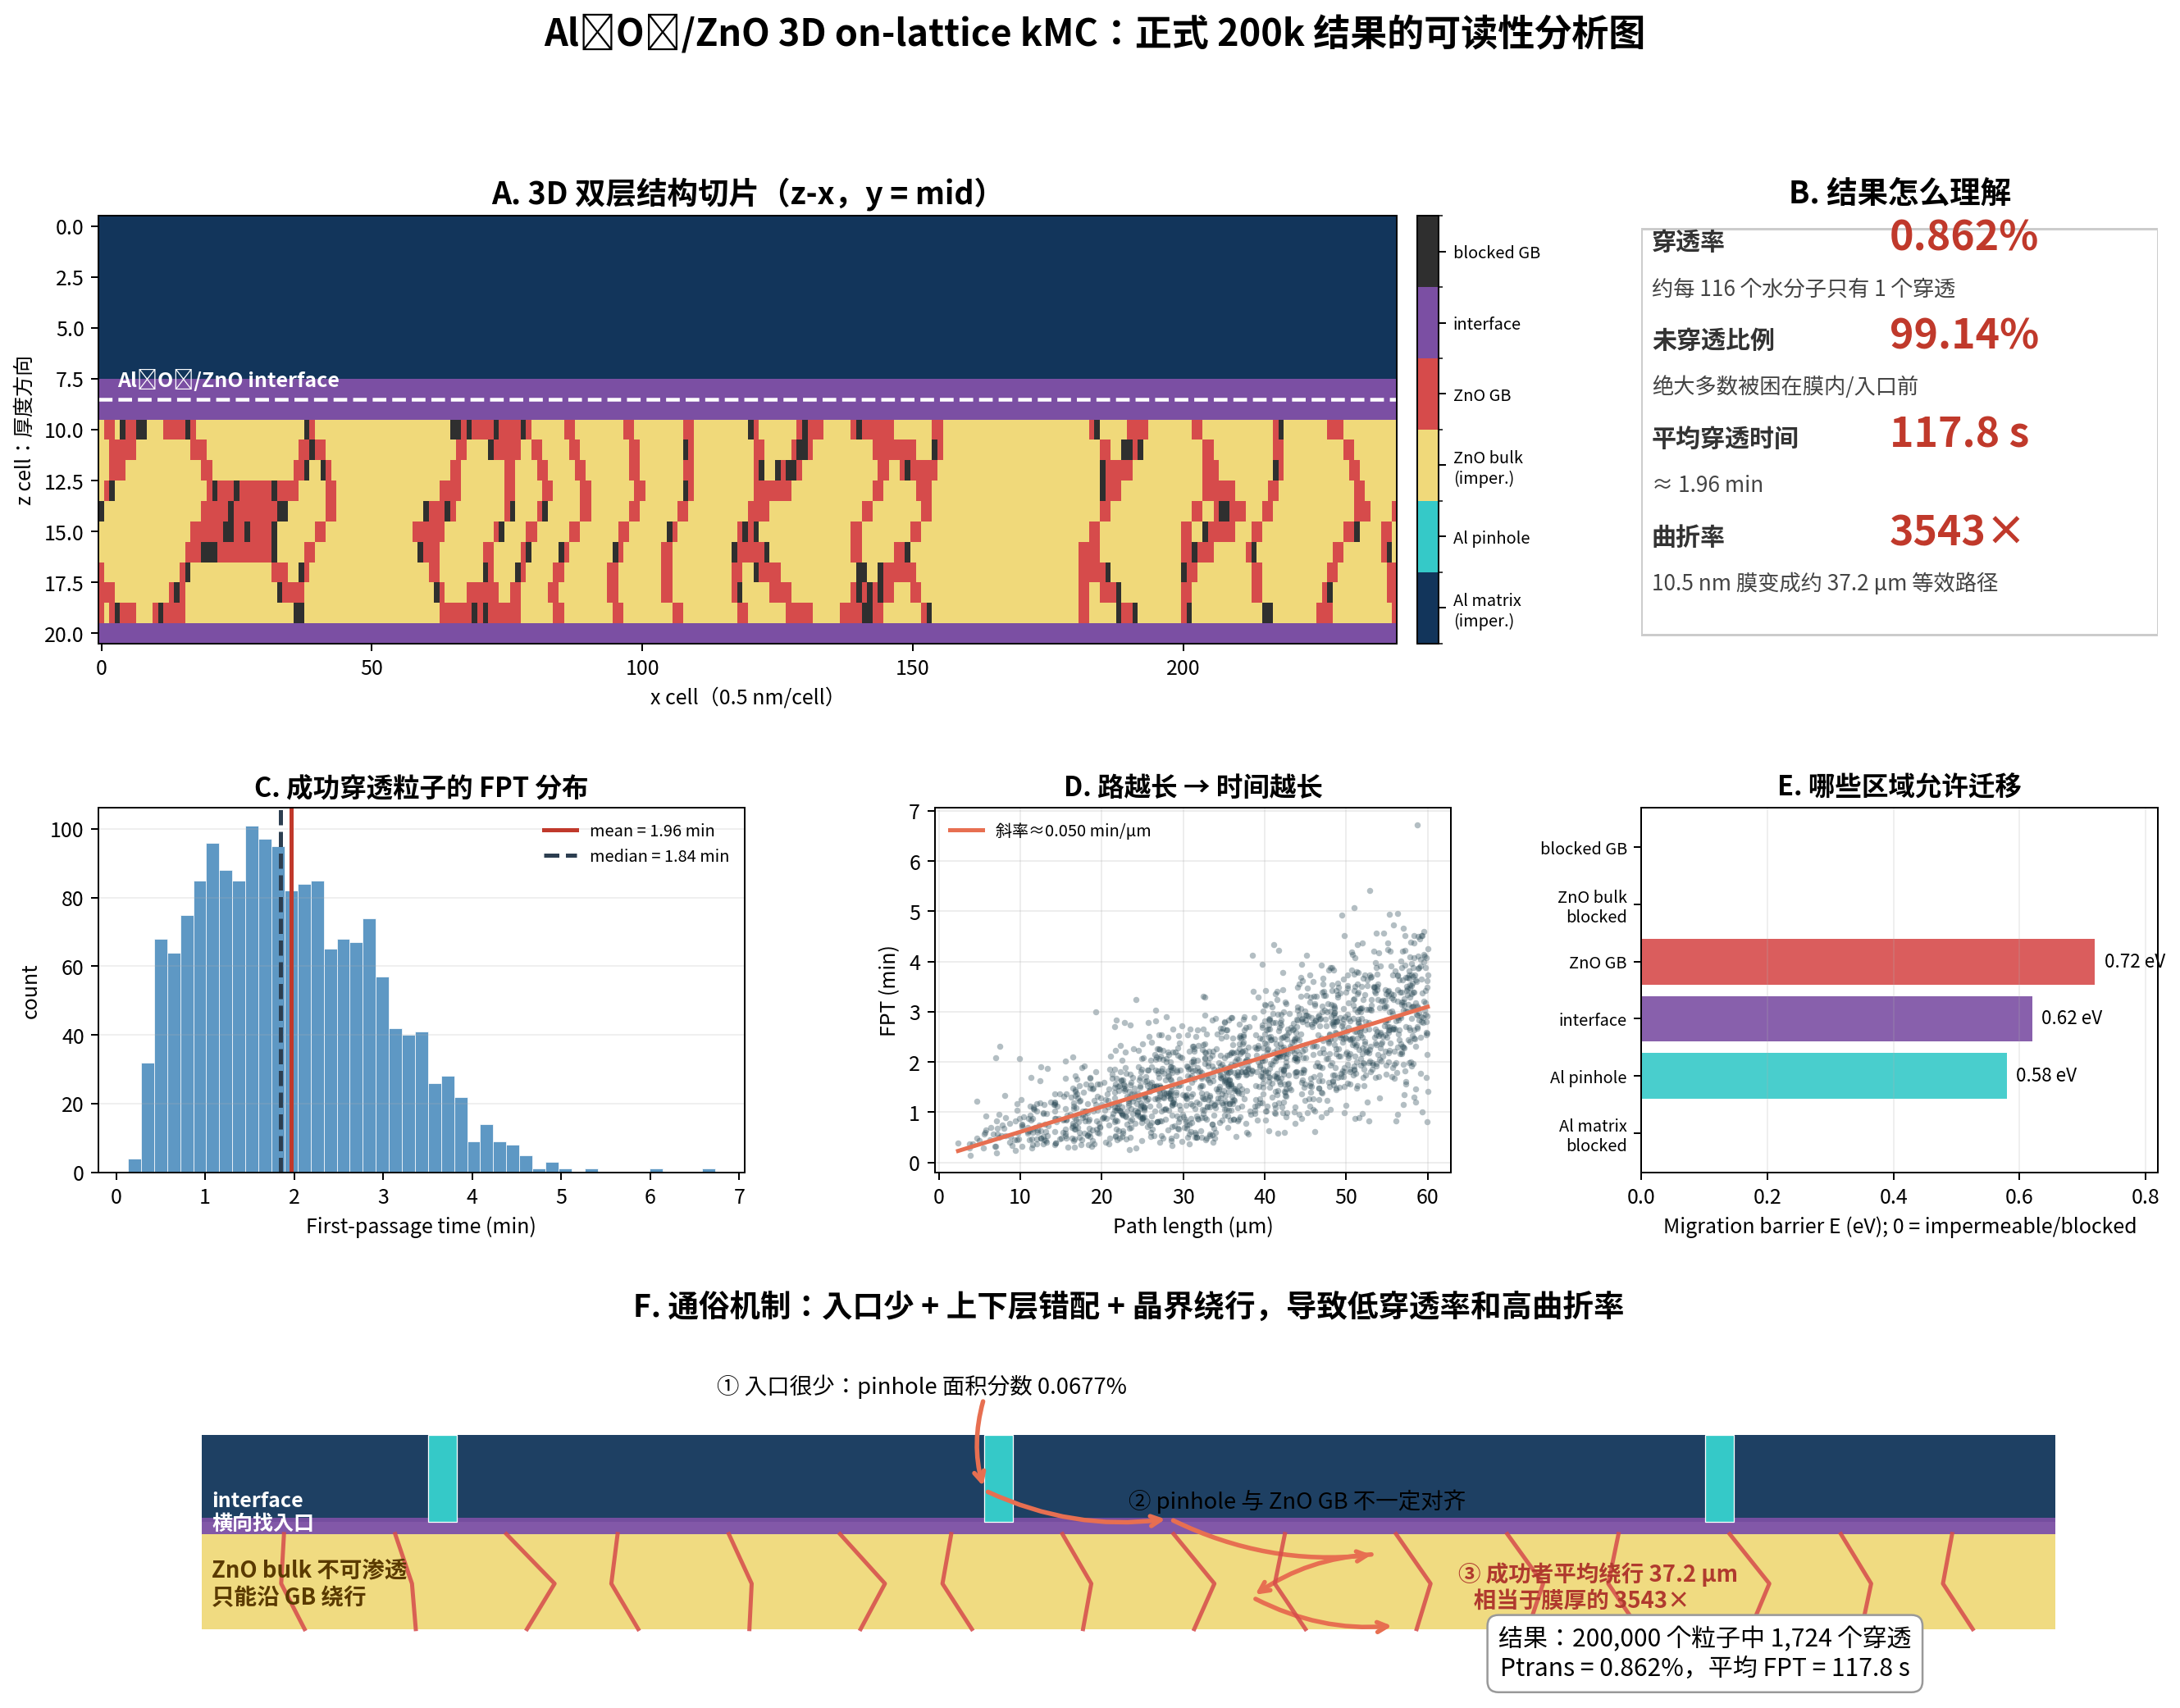 Al☒O☒/ZnO 3D on-lattice kMC：正式 200k 结果的可读性分析图
A. 3D 双层结构切片（z-x，y = mid）
z cell：厚度方向
0.0
2.5
5.0
7.5
10.0
12.5
15.0
17.5
20.0
Al☒O☒/ZnO interface
0
50
100
150
200
x cell（0.5 nm/cell）
blocked GB
interface
ZnO GB
ZnO bulk
(imper.)
Al pinhole
Al matrix
(imper.)
B. 结果怎么理解
穿透率 0.862%
约每 116 个水分子只有 1 个穿透
未穿透比例 99.14%
绝大多数被困在膜内/入口前
平均穿透时间 117.8 s
≈ 1.96 min
曲折率 3543×
10.5 nm 膜变成约 37.2 μm 等效路径
C. 成功穿透粒子的 FPT 分布
count
100
80
60
40
20
0
mean = 1.96 min
median = 1.84 min
0
1
2
3
4
5
6
7
First-passage time (min)
D. 路越长 → 时间越长
FPT (min)
7
6
5
4
3
2
1
0
斜率≈0.050 min/μm
0
10
20
30
40
50
60
Path length (μm)
E. 哪些区域允许迁移
blocked GB
ZnO bulk
blocked
ZnO GB
0.72 eV
interface
0.62 eV
Al pinhole
0.58 eV
Al matrix
blocked
0.0
0.2
0.4
0.6
0.8
Migration barrier E (eV); 0 = impermeable/blocked
F. 通俗机制：入口少 + 上下层错配 + 晶界绕行，导致低穿透率和高曲折率
① 入口很少：pinhole 面积分数 0.0677%
② pinhole 与 ZnO GB 不一定对齐
interface
横向找入口
ZnO bulk 不可渗透
只能沿 GB 绕行
③ 成功者平均绕行 37.2 μm
相当于膜厚的 3543×
结果：200,000 个粒子中 1,724 个穿透
Ptrans = 0.862%，平均 FPT = 117.8 s